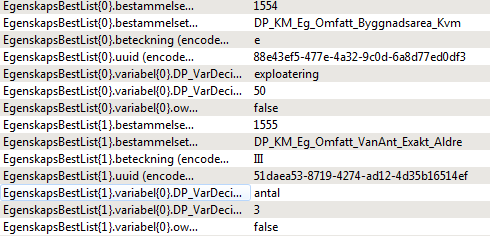 EgenskapsBestList{0}.bestammelset... 1554
EgenskapsBestList{0}.bestammelset... DP_KM_Eg_Omfatt_Byggnadsarea_Kvm
EgenskapsBestList{0}.beteckning (encode... e
EgenskapsBestList{0}.uuid (encode... 88e43ef5-477e-4a32-9c0d-6a8d77ed0df3
EgenskapsBestList{0}.variabel{0}.DP_VarDeci... exploatering
EgenskapsBestList{0}.variabel{0}.DP_VarDeci... 50
EgenskapsBestList{0}.variabel{0}.ow... false
EgenskapsBestList{1}.bestammelse... 1555
EgenskapsBestList{1}.bestammelset... DP_KM_Eg_Omfatt_VanAnt_Exakt_Aldre
EgenskapsBestList{1}.beteckning (encode... III
EgenskapsBestList{1}.uuid (encode... 51daea53-8719-4274-ad12-4d35b16514ef
EgenskapsBestList{1}.variabel{0}.DP_VarDeci... antal
EgenskapsBestList{1}.variabel{0}.DP_VarDeci... 3
EgenskapsBestList{1}.variabel{0}.ow... false